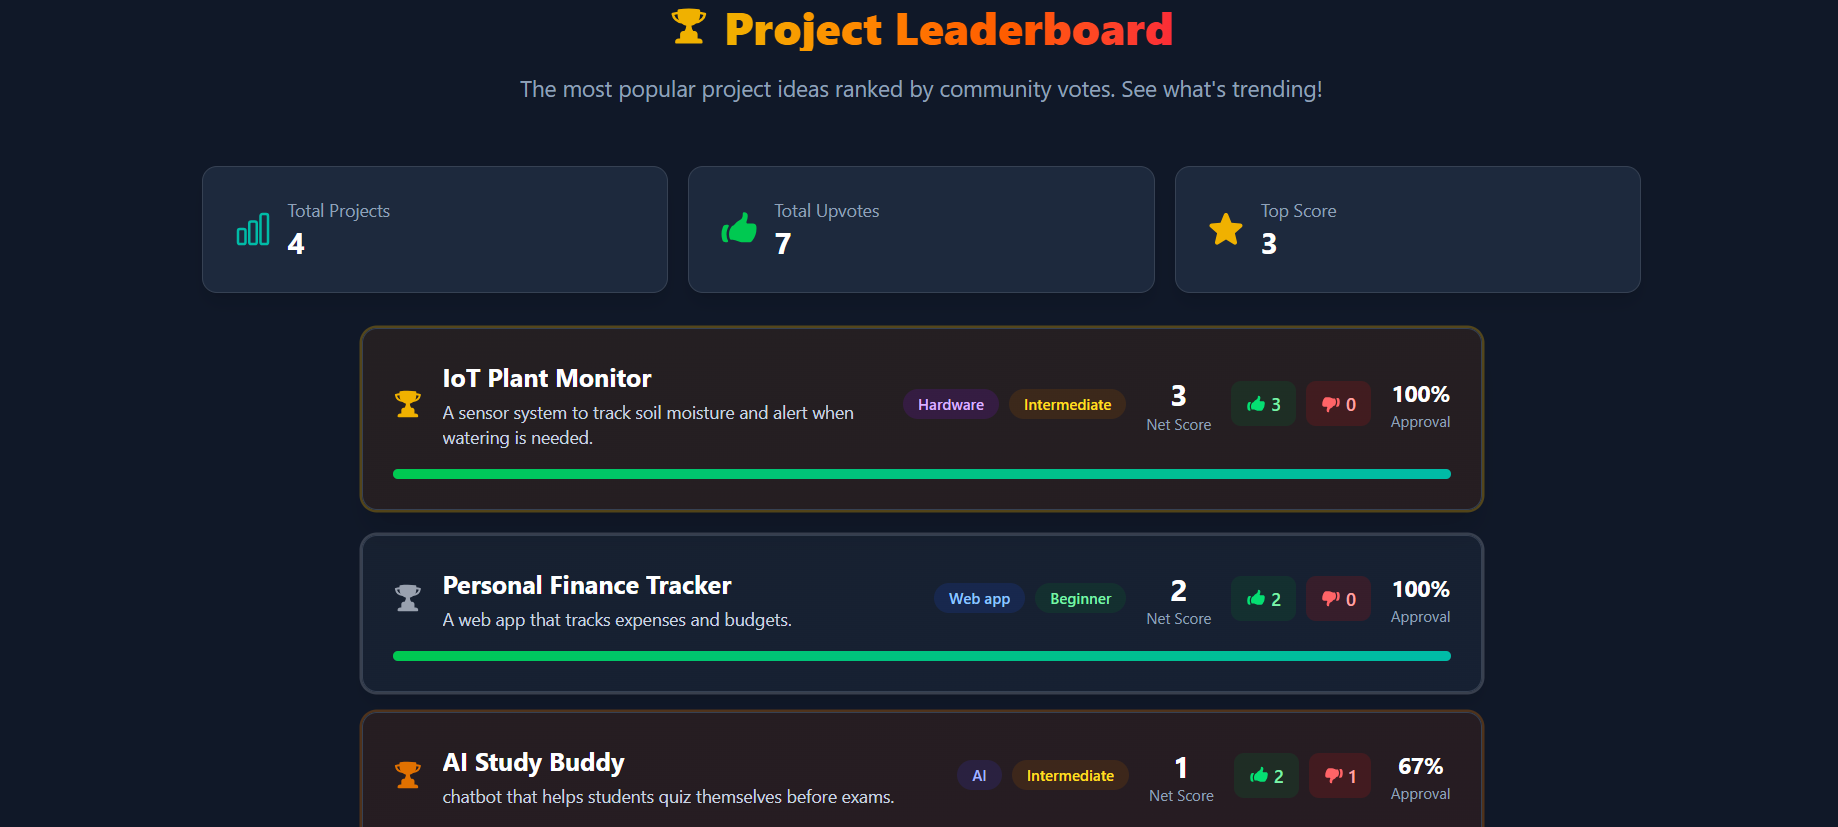 Project Leaderboard
The most popular project ideas ranked by community votes. See what's trending!
Total Projects
4
Total Upvotes
7
Top Score
3
IoT Plant Monitor
A sensor system to track soil moisture and alert when
watering is needed.
Hardware
Intermediate
3
Net Score
3
0
100%
Approval
Personal Finance Tracker
A web app that tracks expenses and budgets.
Web app
Beginner
2
Net Score
2
0
100%
Approval
AI Study Buddy
chatbot that helps students quiz themselves before exams.
AI
Intermediate
1
Net Score
2
1
67%
Approval